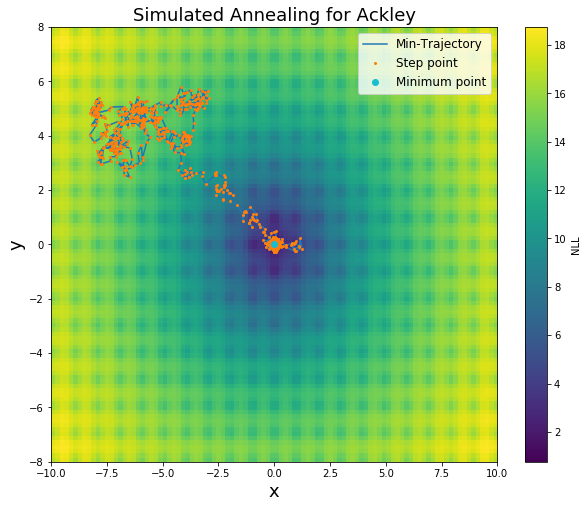 Simulated Annealing for Ackley
Min-Trajectory
Step point
Minimum point
8
6
4
2
0
−2
−4
−6
−8
y
−10.0 −7.5 −5.0 −2.5 0.0 2.5 5.0 7.5 10.0
x
18
16
14
12
10
8
6
4
2
NLL